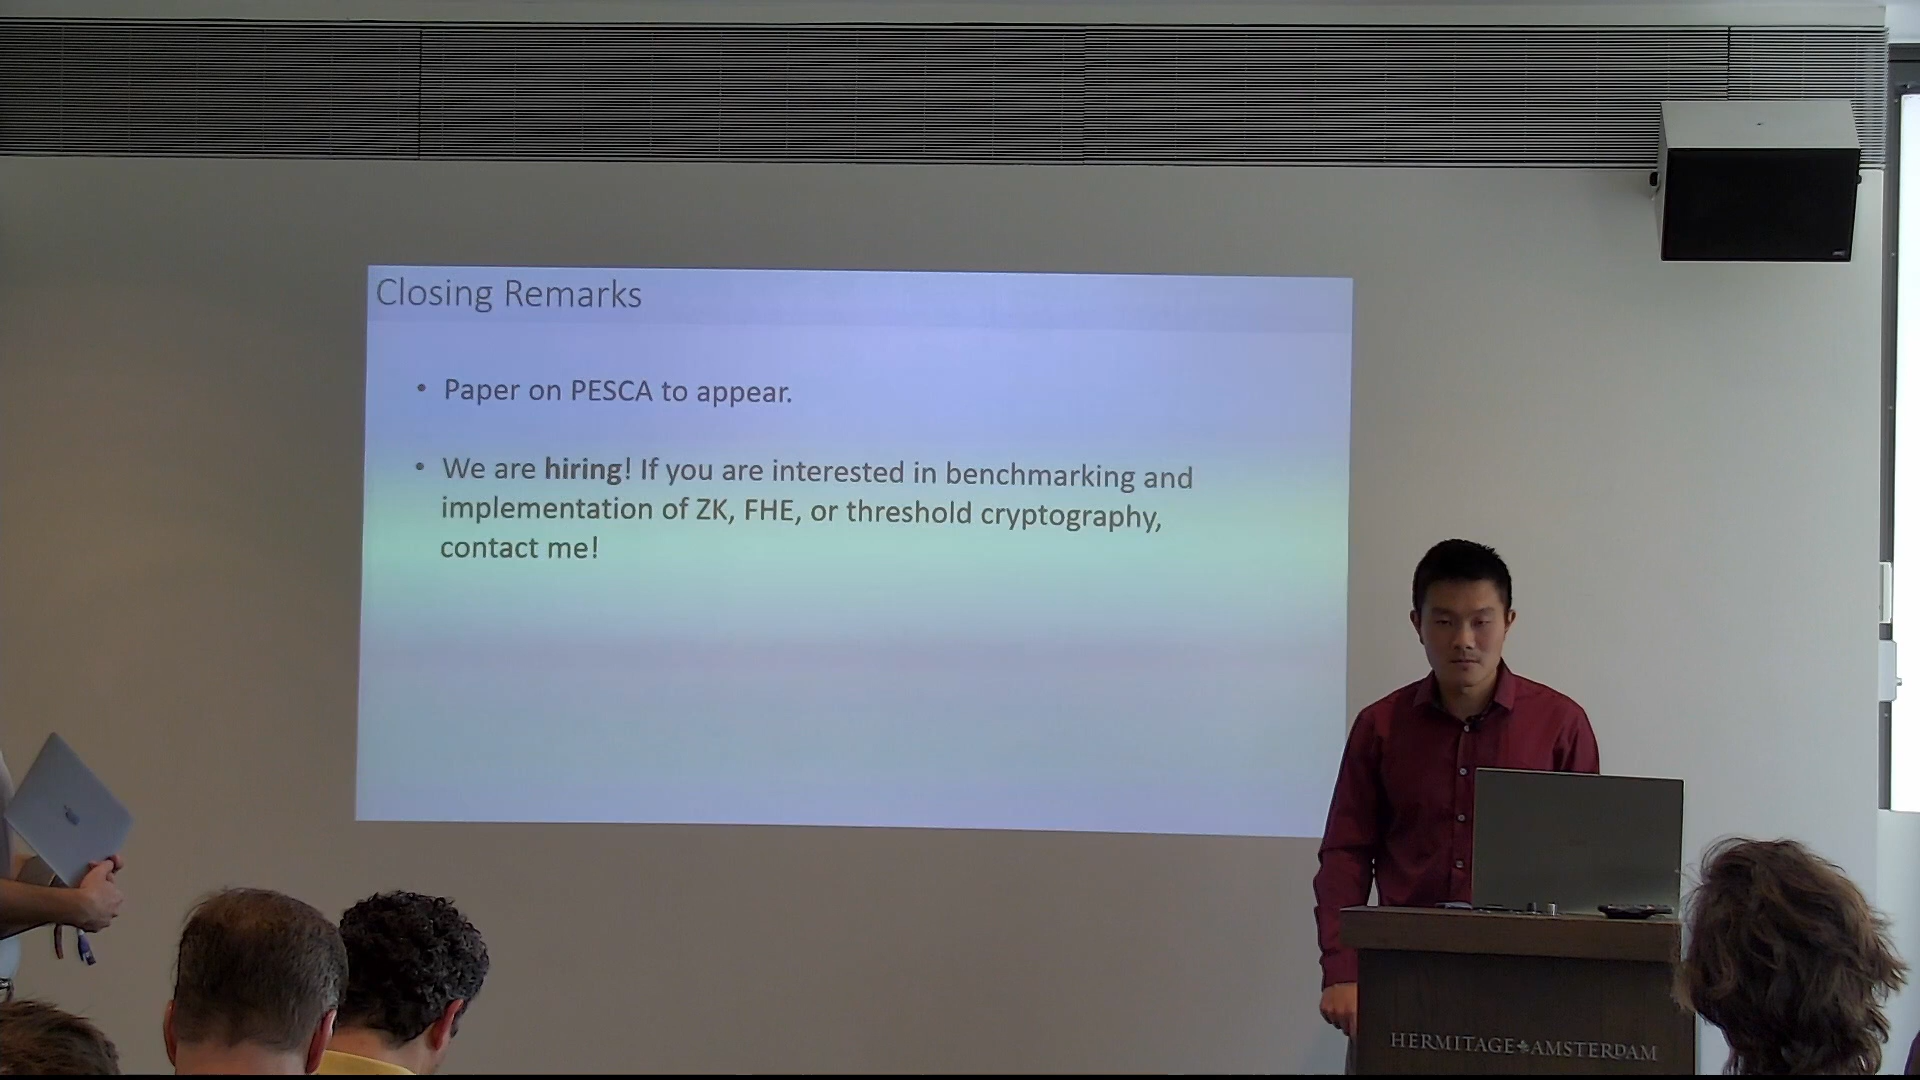 Closing Remarks
• Paper on PESCA to appear.
• We are hiring! If you are interested in benchmarking and
implementation of ZK, FHE, or threshold cryptography,
contact me!
HERMITAGE AMSTERDAM